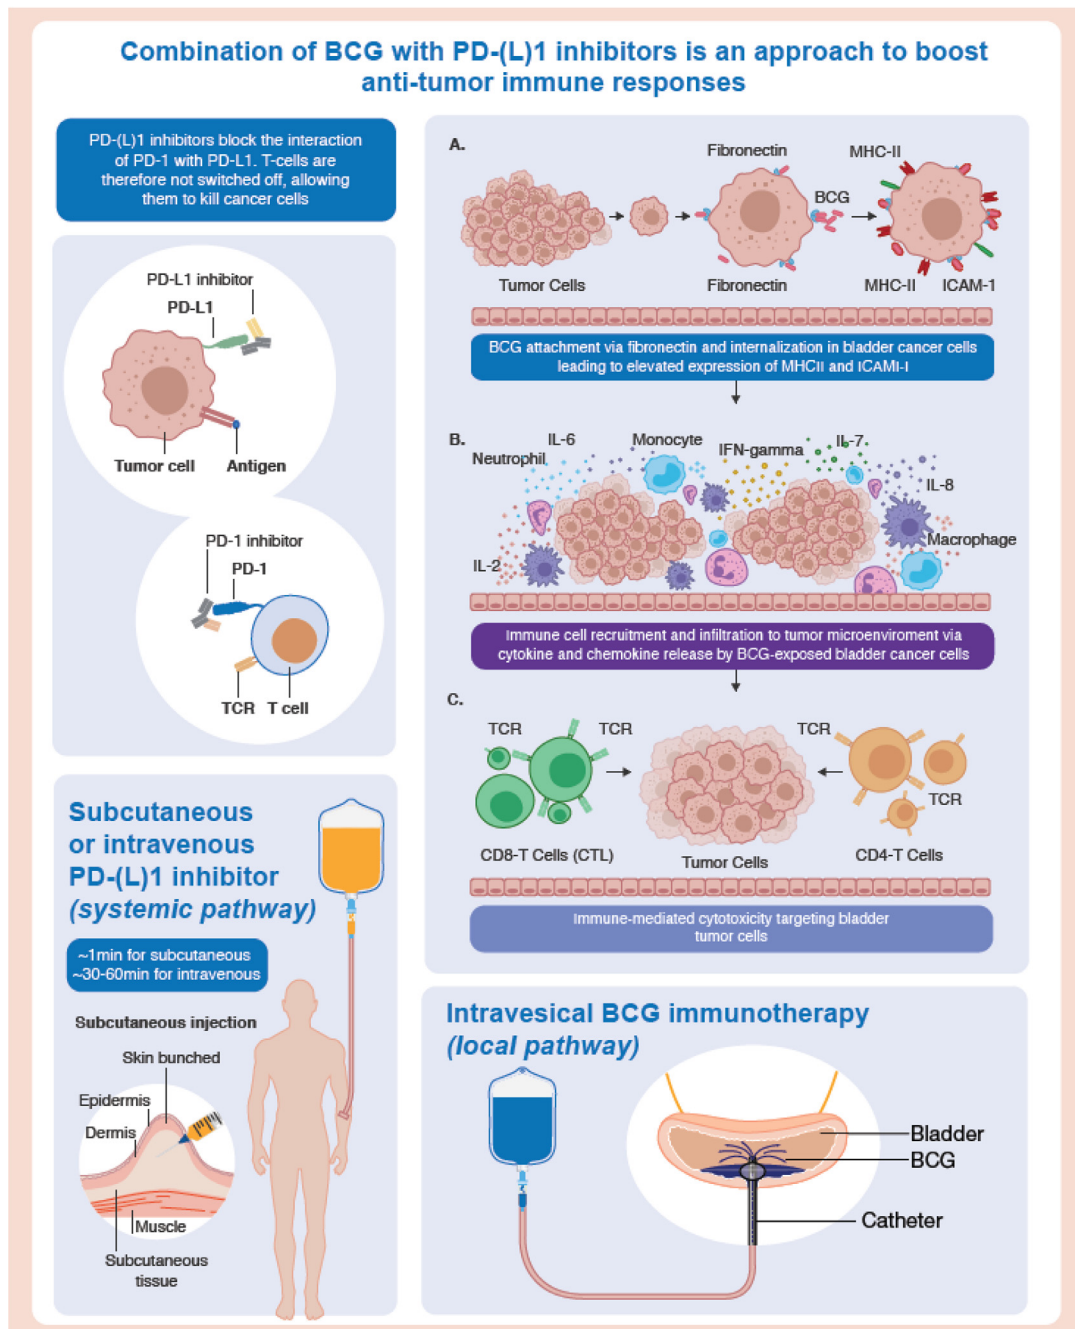 Combination of BCG with PD-(L)1 inhibitors is an approach to boost
anti-tumor immune responses
PD-(L)1 inhibitors block the interaction
of PD-1 with PD-L1. T-cells are
therefore not switched off, allowing
them to kill cancer cells
PD-L1 inhibitor
PD-L1
Tumor cell
Antigen
PD-1 inhibitor
PD-1
TCR
T cell
A.
Fibronectin
MHC-II
BCG
Tumor Cells
Fibronectin
MHC-II
ICAM-1
BCG attachment via fibronectin and internalization in bladder cancer cells
leading to elevated expression of MHCII and ICAMI-I
B.
IL-6
Monocyte
IL-7
Neutrophil
IFN-gamma
IL-8
Macrophage
IL-2
Immune cell recruitment and infiltration to tumor microenviroment via
cytokine and chemokine release by BCG-exposed bladder cancer cells
C.
TCR
TCR
TCR
TCR
CD8-T Cells (CTL)
Tumor Cells
CD4-T Cells
Immune-mediated cytotoxicity targeting bladder
tumor cells
Subcutaneous
or intravenous
PD-(L)1 inhibitor
(systemic pathway)
~1min for subcutaneous
~30-60min for intravenous
Subcutaneous injection
Skin bunched
Epidermis
Dermis
Muscle
Subcutaneous
tissue
Intravesical BCG immunotherapy
(local pathway)
Bladder
BCG
Catheter